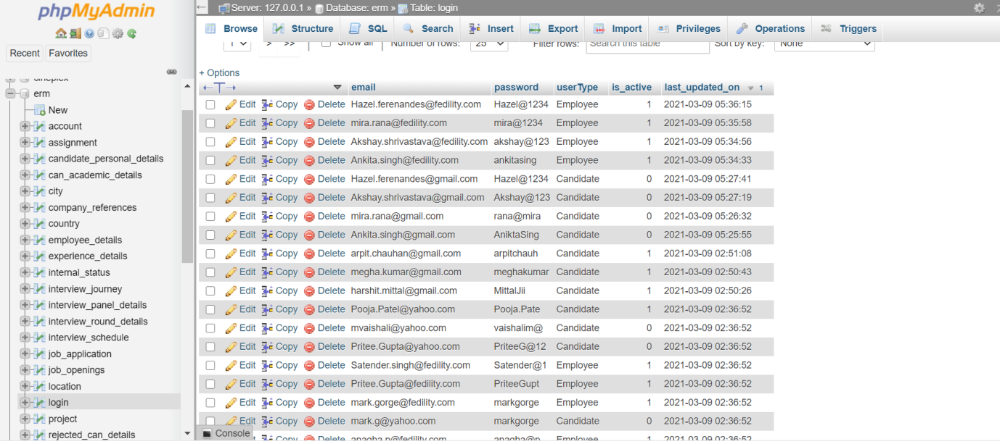 phpMyAdmin
Recent Favorites
cineplex
erm
New
account
assignment
candidate_personal_details
can_academic_details
city
company_references
country
employee_details
experience_details
internal_status
interview_journey
interview_panel_details
interview_round_details
interview_schedule
job_application
job_openings
location
login
project
rejected_can_details
Server: 127.0.0.1 » Database: erm » Table: login
Browse Structure SQL Search Insert Export Import Privileges Operations Triggers
1 > >> Show all Number of rows: 25 Filter rows: Search this table Sort by key: None
+ Options
←T→ email password userType is_active last_updated_on 1
Edit Copy Delete Hazel.ferenandes@fedility.com Hazel@1234 Employee 1 2021-03-09 05:36:15
Edit Copy Delete mira.rana@fedility.com mira@1234 Employee 1 2021-03-09 05:35:58
Edit Copy Delete Akshay.shrivastava@fedility.com akshay@123 Employee 1 2021-03-09 05:34:56
Edit Copy Delete Ankita.singh@fedility.com ankitasing Employee 1 2021-03-09 05:34:33
Edit Copy Delete Hazel.ferenandes@gmail.com Hazel@1234 Candidate 0 2021-03-09 05:27:41
Edit Copy Delete Akshay.shrivastava@gmail.com Akshay@123 Candidate 0 2021-03-09 05:27:19
Edit Copy Delete mira.rana@gmail.com rana@mira Candidate 0 2021-03-09 05:26:32
Edit Copy Delete Ankita.singh@gmail.com AniktaSing Candidate 0 2021-03-09 05:25:55
Edit Copy Delete arpit.chauhan@gmail.com arpitchauh Candidate 1 2021-03-09 02:51:08
Edit Copy Delete megha.kumar@gmail.com meghakumar Candidate 1 2021-03-09 02:50:43
Edit Copy Delete harshit.mittal@gmail.com MittalJii Candidate 1 2021-03-09 02:50:26
Edit Copy Delete Pooja.Patel@yahoo.com Pooja.Pate Candidate 1 2021-03-09 02:36:52
Edit Copy Delete mvaishali@yahoo.com vaishalim@ Candidate 0 2021-03-09 02:36:52
Edit Copy Delete Pritee.Gupta@yahoo.com PriteeG@12 Candidate 0 2021-03-09 02:36:52
Edit Copy Delete Satender.singh@fedility.com Satender@1 Employee 1 2021-03-09 02:36:52
Edit Copy Delete Pritee.Gupta@fedility.com PriteeGupt Employee 1 2021-03-09 02:36:52
Edit Copy Delete mark.gorge@fedility.com markgorge Employee 1 2021-03-09 02:36:52
Edit Copy Delete mark.g@yahoo.com markgorge Candidate 0 2021-03-09 02:36:52
Console Copy Delete anagha.p@fedility.com anagha@p Employee 1 2021-03-09 02:36:52